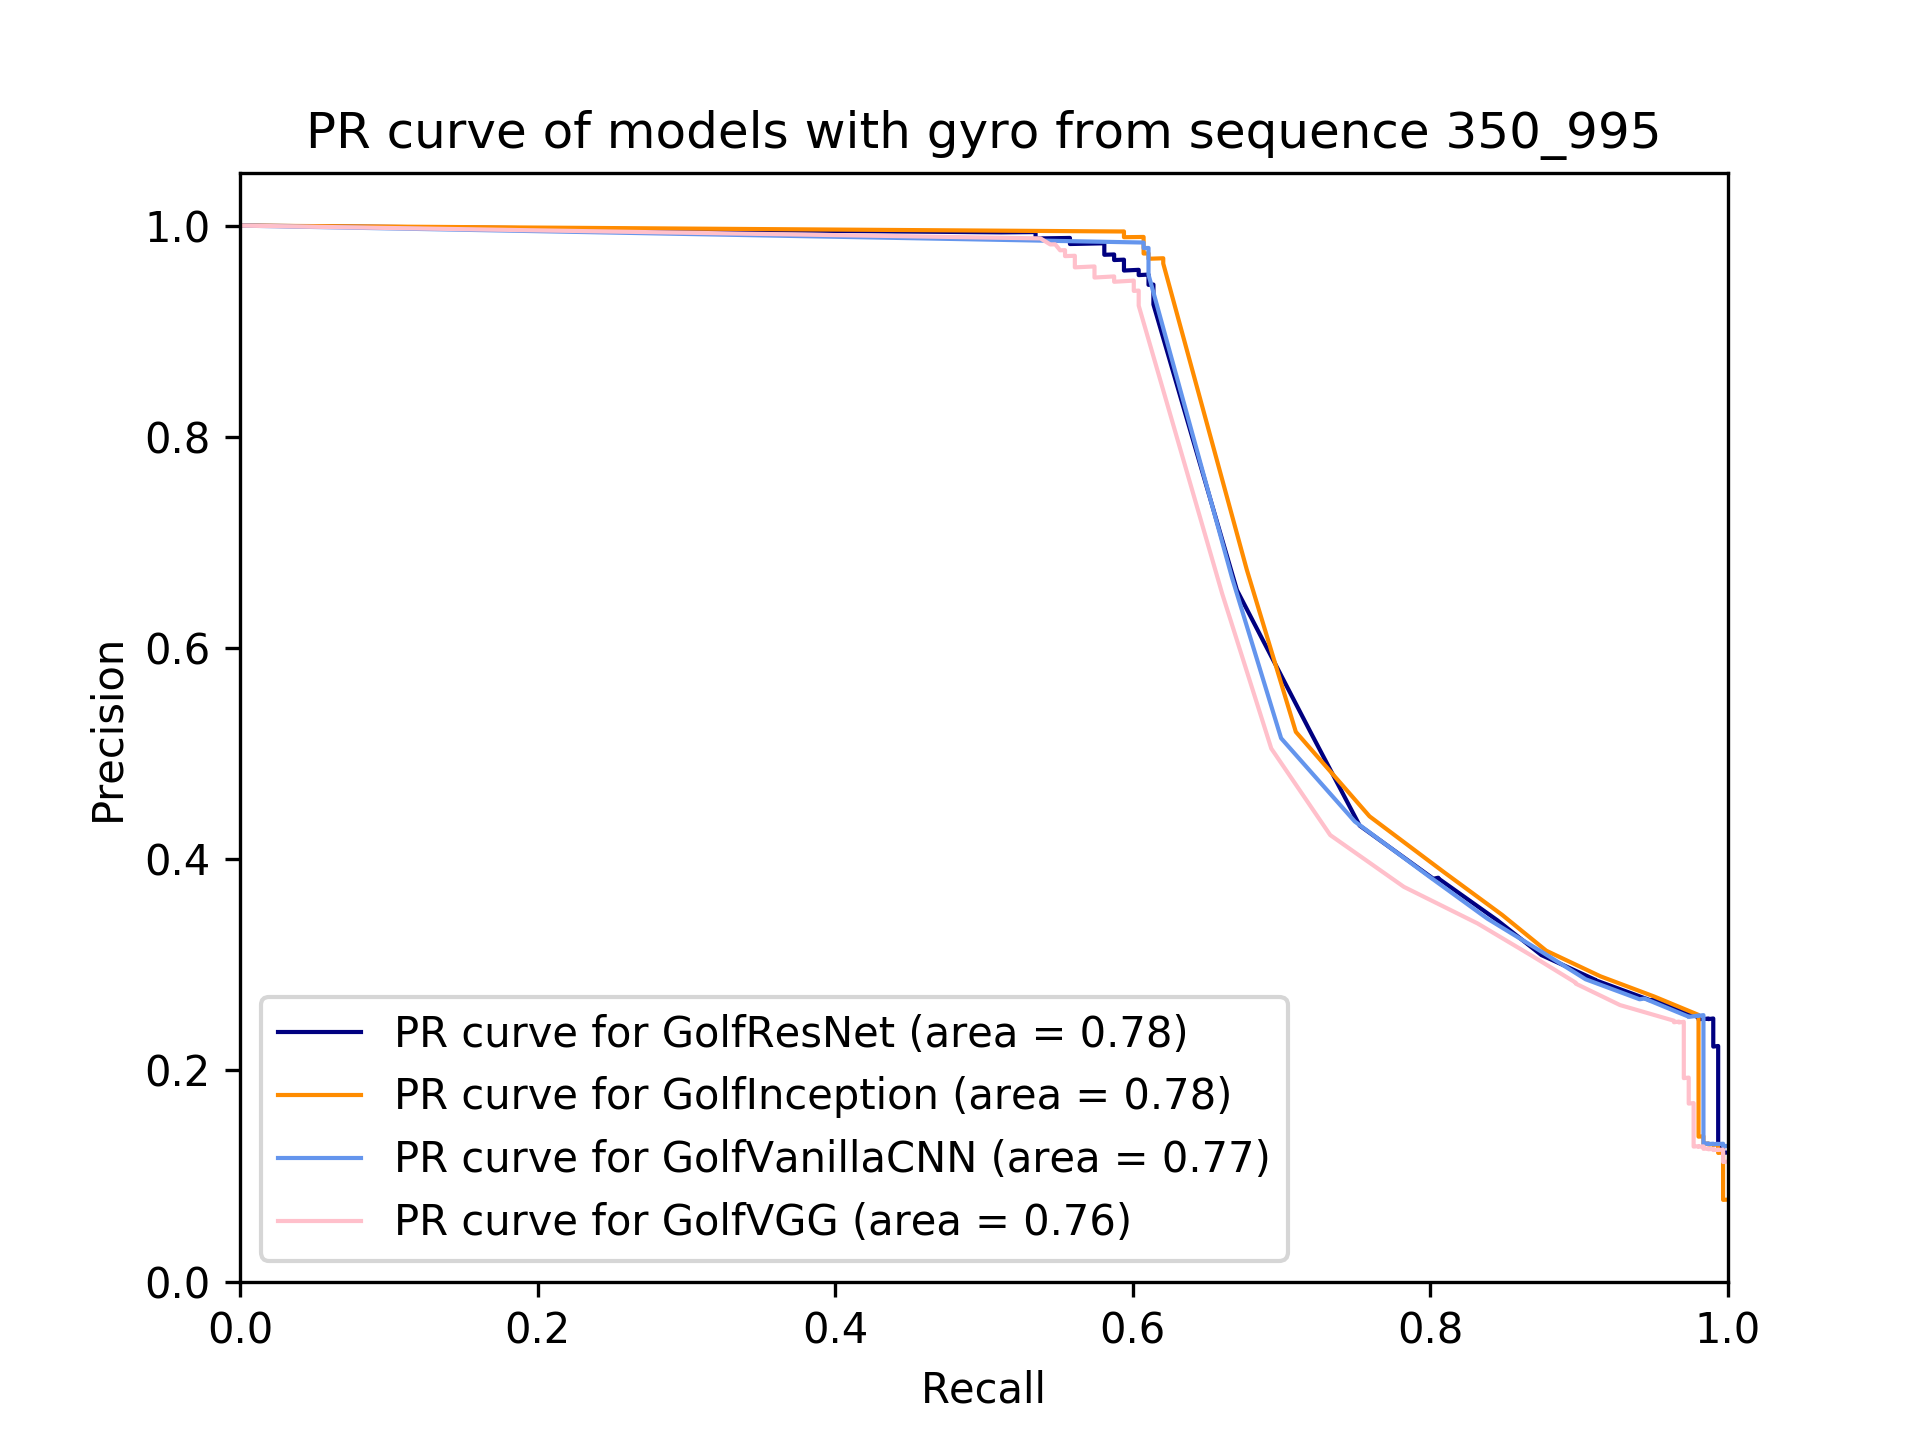 PR curve of models with gyro from sequence 350_995
1.0
0.8
0.6
0.4
0.2
0.0
Precision
PR curve for GolfResNet (area = 0.78)
PR curve for GolfInception (area = 0.78)
PR curve for GolfVanillaCNN (area = 0.77)
PR curve for GolfVGG (area = 0.76)
0.0 0.2 0.4 0.6 0.8 1.0
Recall